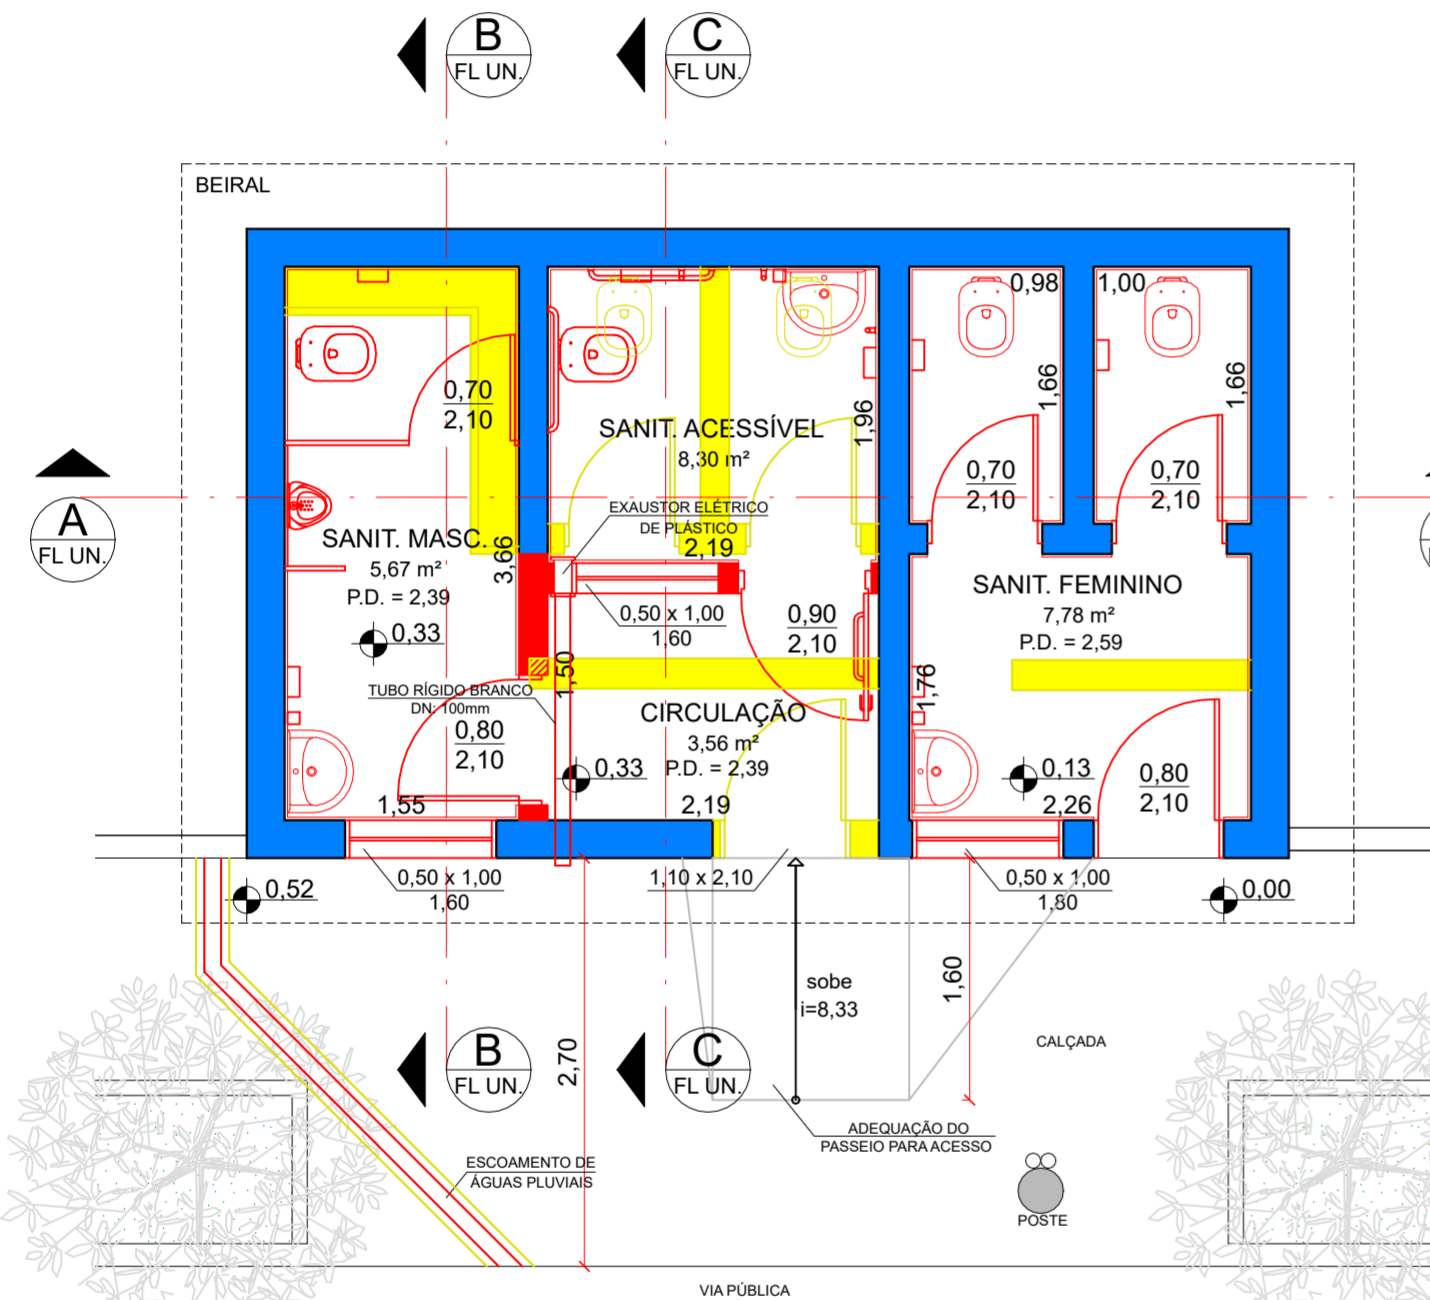 B
FL UN.
C
FL UN.
BEIRAL
0,98
1,00
0,70
2,10
1,66
1,66
1,96
SANIT. ACESSÍVEL
8,30 m²
0,70
2,10
0,70
2,10
A
FL UN.
EXAUSTOR ELÉTRICO
DE PLÁSTICO
2,19
SANIT. MASC.
5,67 m²
P.D. = 2,39
3,66
0,33
SANIT. FEMININO
7,78 m²
P.D. = 2,59
0,50 x 1,00
1,60
0,90
2,10
1,50
1,76
TUBO RÍGIDO BRANCO
DN: 100mm
0,80
2,10
CIRCULAÇÃO
3,56 m²
P.D. = 2,39
0,33
0,13
0,80
2,10
1,55
2,19
2,26
0,50 x 1,00
1,60
1,10 x 2,10
0,50 x 1,00
1,80
0,52
0,00
sobe
i=8,33
1,60
B
FL UN.
2,70
C
FL UN.
CALÇADA
ADEQUAÇÃO DO
PASSEIO PARA ACESSO
ESCOAMENTO DE
ÁGUAS PLUVIAIS
POSTE
VIA PÚBLICA